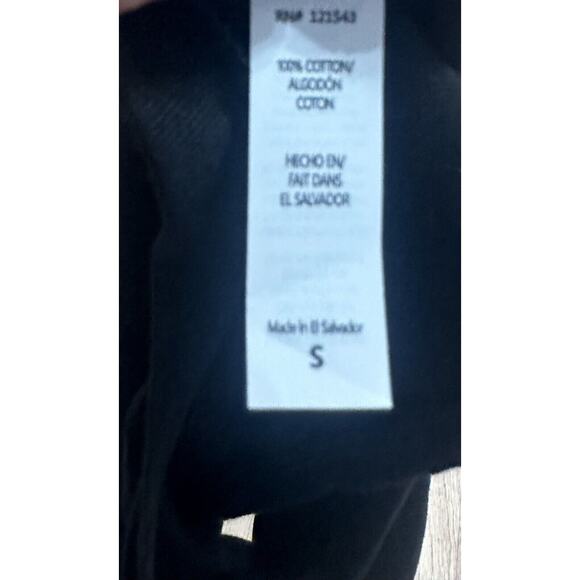 RN# 121543
100% COTTON/
ALGODÓN
COTON
HECHO EN/
FAIT DANS
EL SALVADOR
Made In El Salvador
S